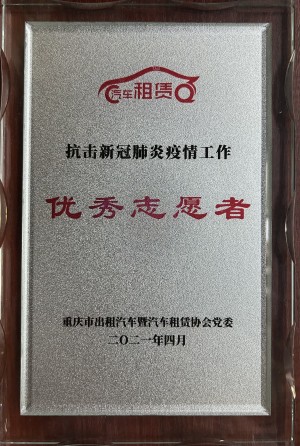 汽车租赁
抗击新冠肺炎疫情工作
优秀志愿者
重庆市出租汽车暨汽车租赁协会党委
二〇二一年四月